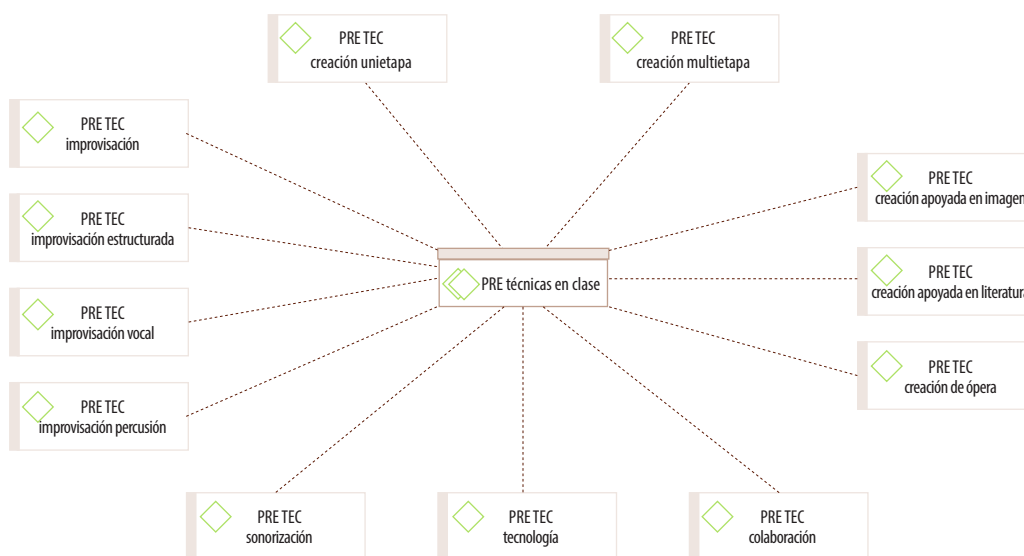 PRE TEC
creación unietapa
PRE TEC
creación multietapa
PRE TEC
improvisación
PRE TEC
improvisación estructurada
PRE TEC
improvisación vocal
PRE TEC
improvisación percusión
PRE técnicas en clase
PRE TEC
creación apoyada en imagen
PRE TEC
creación apoyada en literatura
PRE TEC
creación de ópera
PRE TEC
sonorización
PRE TEC
tecnología
PRE TEC
colaboración